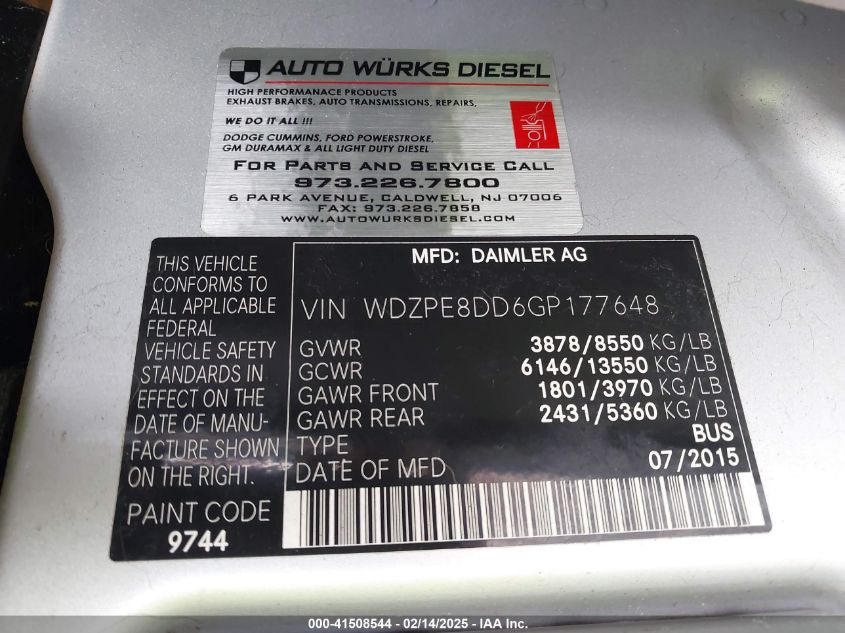 AUTO WÜRKS DIESEL
HIGH PERFORMANACE PRODUCTS
EXHAUST BRAKES, AUTO TRANSMISSIONS, REPAIRS,
WE DO IT ALL !!!
DODGE CUMMINS, FORD POWERSTROKE,
GM DURAMAX & ALL LIGHT DUTY DIESEL
FOR PARTS AND SERVICE CALL
973.226.7800
6 PARK AVENUE, CALDWELL, NJ 07006
FAX: 973.226.7858
WWW.AUTOWURKSDIESEL.COM
THIS VEHICLE
CONFORMS TO
ALL APPLICABLE
FEDERAL
VEHICLE SAFETY
STANDARDS IN
EFFECT ON THE
DATE OF MANU-
FACTURE SHOWN
ON THE RIGHT.
PAINT CODE
9744
MFD: DAIMLER AG
VIN WDZPE8DD6GP177648
GVWR 3878/8550 KG/LB
GCWR 6146/13550 KG/LB
GAWR FRONT 1801/3970 KG/LB
GAWR REAR 2431/5360 KG/LB
TYPE BUS
DATE OF MFD 07/2015
000-41508544 - 02/14/2025 - IAA Inc.